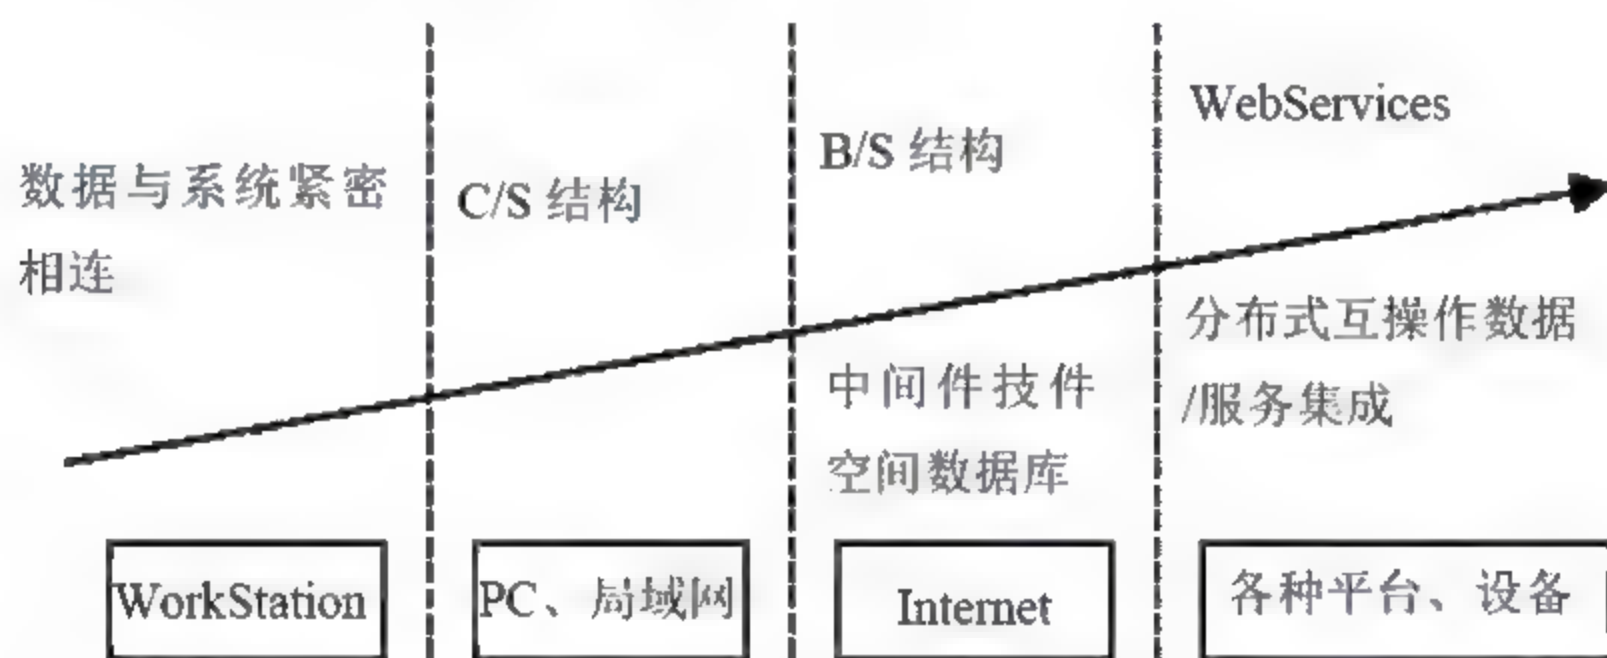 数据与系统紧密
相连
C/S 结构
B/S 结构
中间件技件
空间数据库
WebServices
分布式互操作数据
/服务集成
WorkStation
PC、局域网
Internet
各种平台、设备